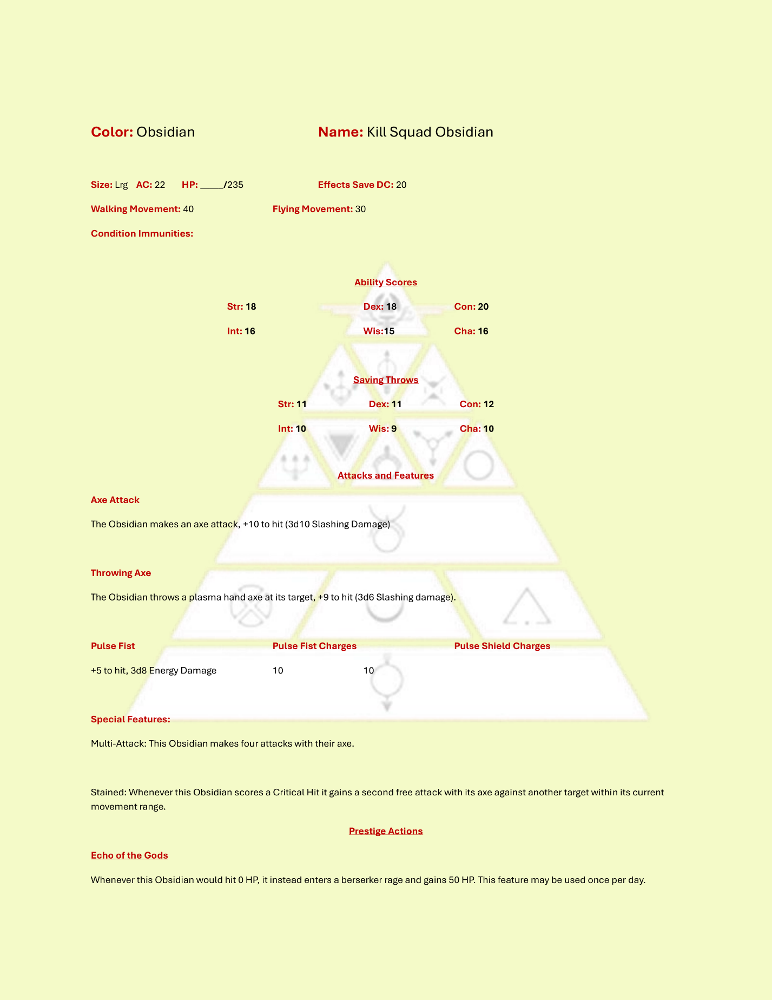 Color: Obsidian Name: Kill Squad Obsidian
Size: Lrg AC: 22 HP: _____/235 Effects Save DC: 20
Walking Movement: 40 Flying Movement: 30
Condition Immunities:
Ability Scores
Str: 18 Dex: 18 Con: 20
Int: 16 Wis:15 Cha: 16
Saving Throws
Str: 11 Dex: 11 Con: 12
Int: 10 Wis: 9 Cha: 10
Attacks and Features
Axe Attack
The Obsidian makes an axe attack, +10 to hit (3d10 Slashing Damage)
Throwing Axe
The Obsidian throws a plasma hand axe at its target, +9 to hit (3d6 Slashing damage).
Pulse Fist Pulse Fist Charges Pulse Shield Charges
+5 to hit, 3d8 Energy Damage 10 10
Special Features:
Multi-Attack: This Obsidian makes four attacks with their axe.
Stained: Whenever this Obsidian scores a Critical Hit it gains a second free attack with its axe against another target within its current
movement range.
Prestige Actions
Echo of the Gods
Whenever this Obsidian would hit 0 HP, it instead enters a berserker rage and gains 50 HP. This feature may be used once per day.